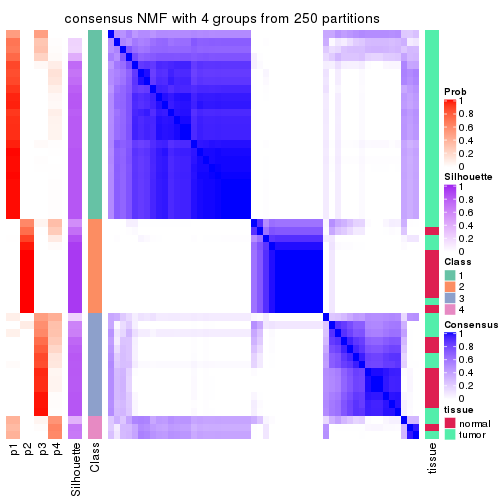 consensus NMF with 4 groups from 250 partitions
Prob
1
0.8
0.6
0.4
0.2
0
Silhouette
1
0.8
0.6
0.4
0.2
0
Class
1
2
3
4
Consensus
1
0.8
0.6
0.4
0.2
0
tissue
normal
tumor
p1
p2
p3
p4
Silhouette
Class
tissue